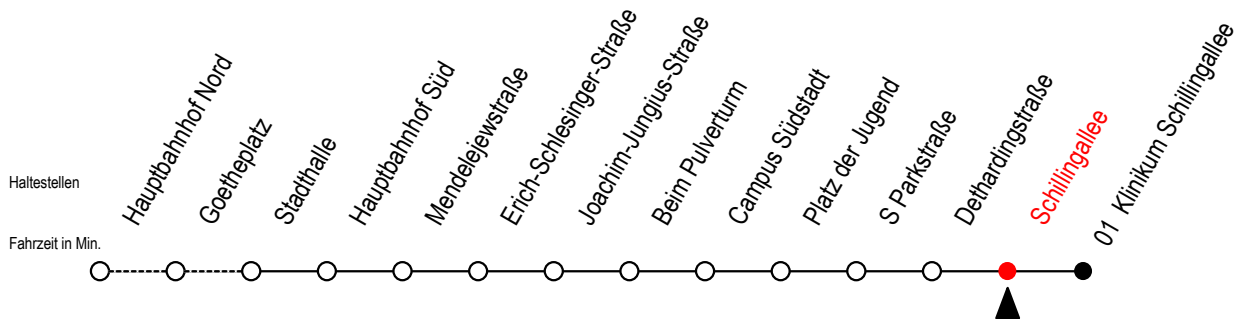 Hauptbahnhof Nord
Goetheplatz
Stadthalle
Hauptbahnhof Süd
Mendelejewstraße
Erich-Schlesinger-Straße
Joachim-Jungius-Straße
Beim Pulverturm
Campus Südstadt
Platz der Jugend
S Parkstraße
Dethardingstraße
Schillingallee
01 Klinikum Schillingallee
Haltestellen
Fahrzeit in Min.